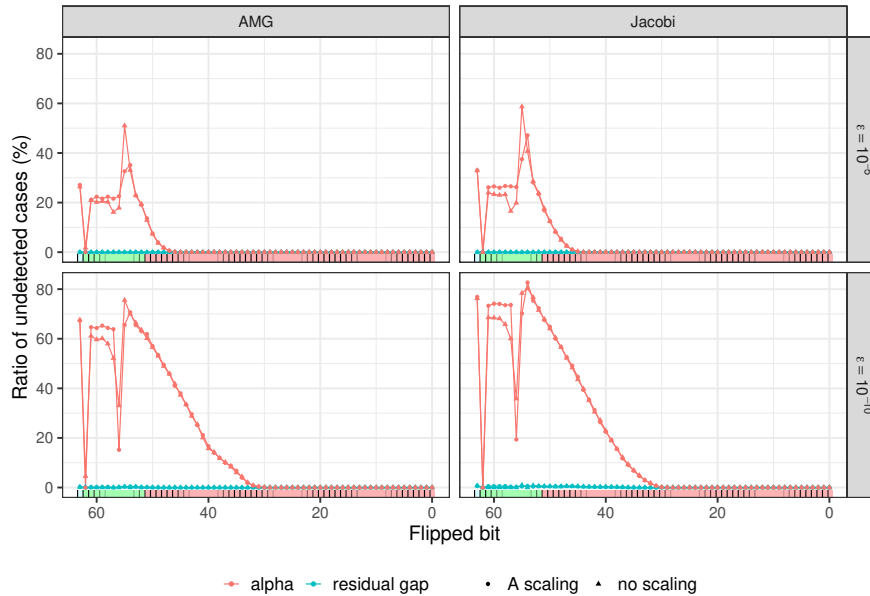 AMG
Jacobi
Ratio of undetected cases (%)
80
60
40
20
0
ε = 10⁻⁵
80
60
40
20
0
ε = 10⁻¹⁰
60
40
20
0
60
40
20
0
Flipped bit
alpha
residual gap
A scaling
no scaling